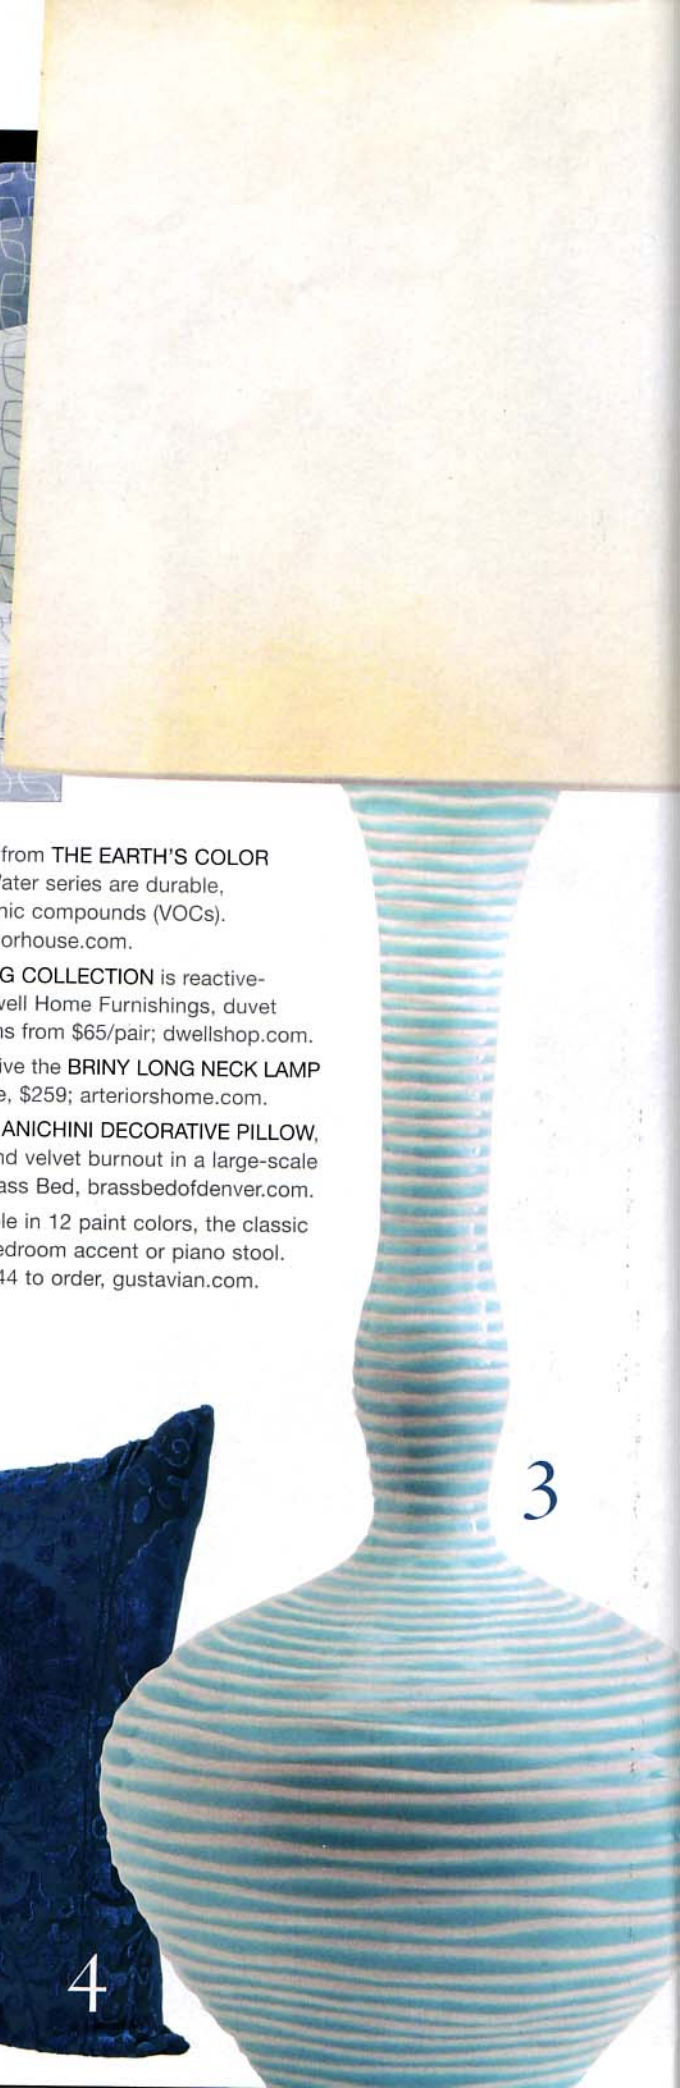 from THE EARTH'S COLOR
ater series are durable,
nic compounds (VOCs).
orhouse.com.
G COLLECTION is reactive-
well Home Furnishings, duvet
ns from $65/pair; dwellshop.com.
ive the BRINY LONG NECK LAMP
e, $259; arteriorshome.com.
ANICHINI DECORATIVE PILLOW,
nd velvet burnout in a large-scale
ass Bed, brassbedofdenver.com.
le in 12 paint colors, the classic
edroom accent or piano stool.
44 to order, gustavian.com.
3
4